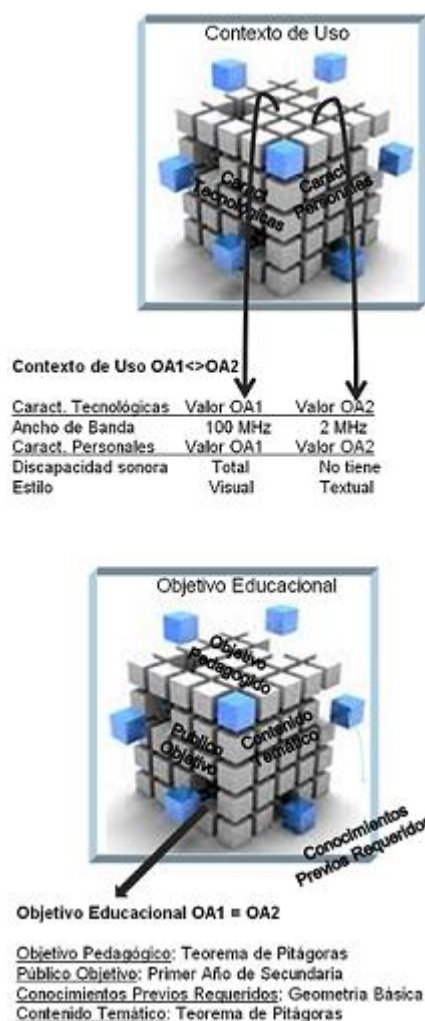 Contexto de Uso
Caract
Tecnológicas
Caract
Personales
Contexto de Uso OA1<>OA2
Caract. Tecnológicas Valor OA1 Valor OA2
Ancho de Banda 100 MHz 2 MHz
Caract. Personales Valor OA1 Valor OA2
Discapacidad sonora Total No tiene
Estilo Visual Textual
Objetivo Educacional
Objetivo
Pedagogido
Publico
Objetivo
Contenido
Temático
Conocimientos
Previos Requeridos
Objetivo Educacional OA1 = OA2
Objetivo Pedagógico: Teorema de Pitágoras
Público Objetivo: Primer Año de Secundaria
Conocimientos Previos Requeridos: Geometria Básica
Contenido Temático: Teorema de Pitágoras